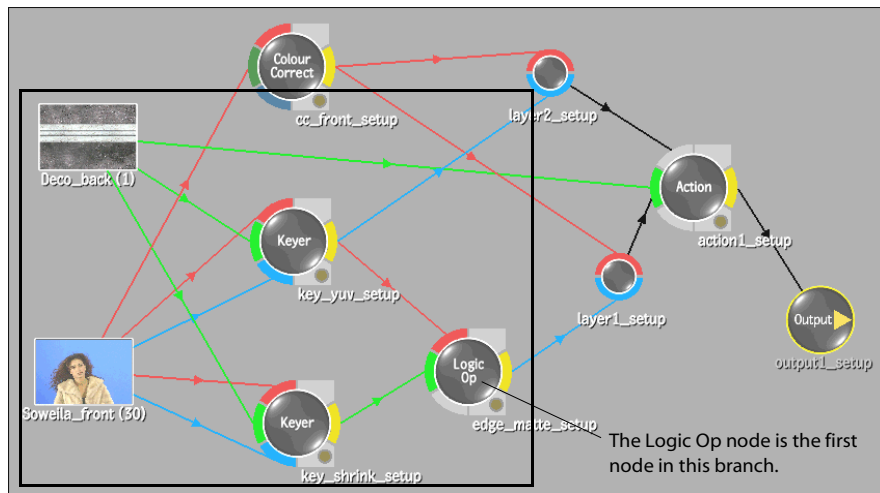 Colour
Correct
cc_front_setup
layer2_setup
Deco_back (1)
Action
action1_setup
Keyer
key_yuv_setup
layer1_setup
Output
output1_setup
Logic
Op
edge_matte_setup
Soweila_front (30)
Keyer
key_shrink_setup
The Logic Op node is the first
node in this branch.